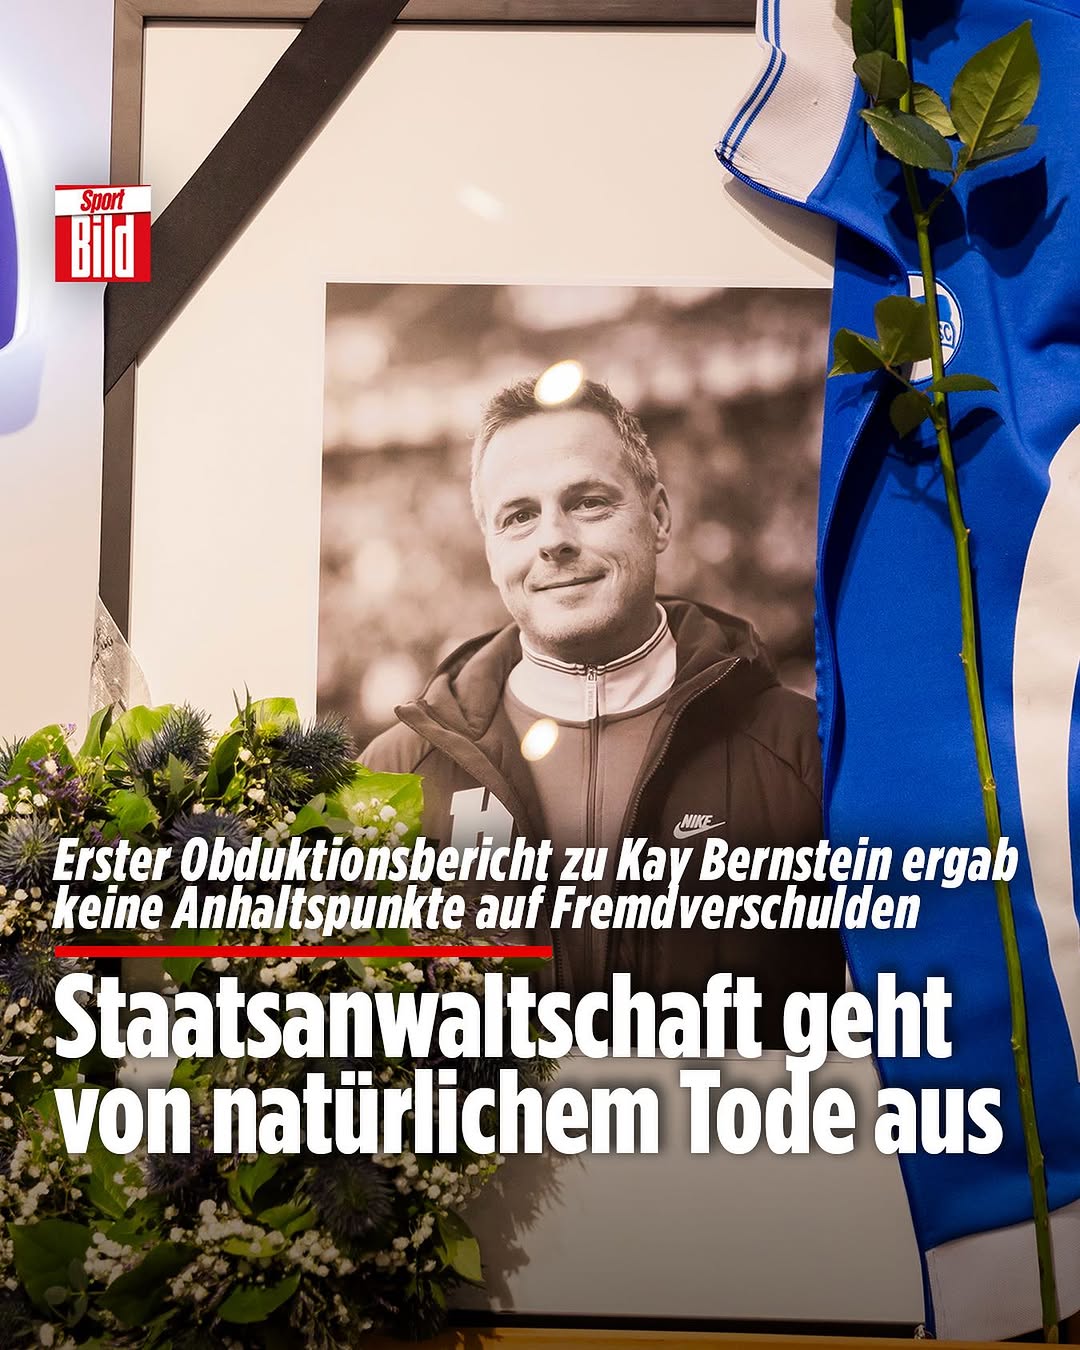 Sport
Bild
SC
NIKE
Erster Obduktionsbericht zu Kay Bernstein ergab
keine Anhaltspunkte auf Fremdverschulden
Staatsanwaltschaft geht
von natürlichem Tode aus